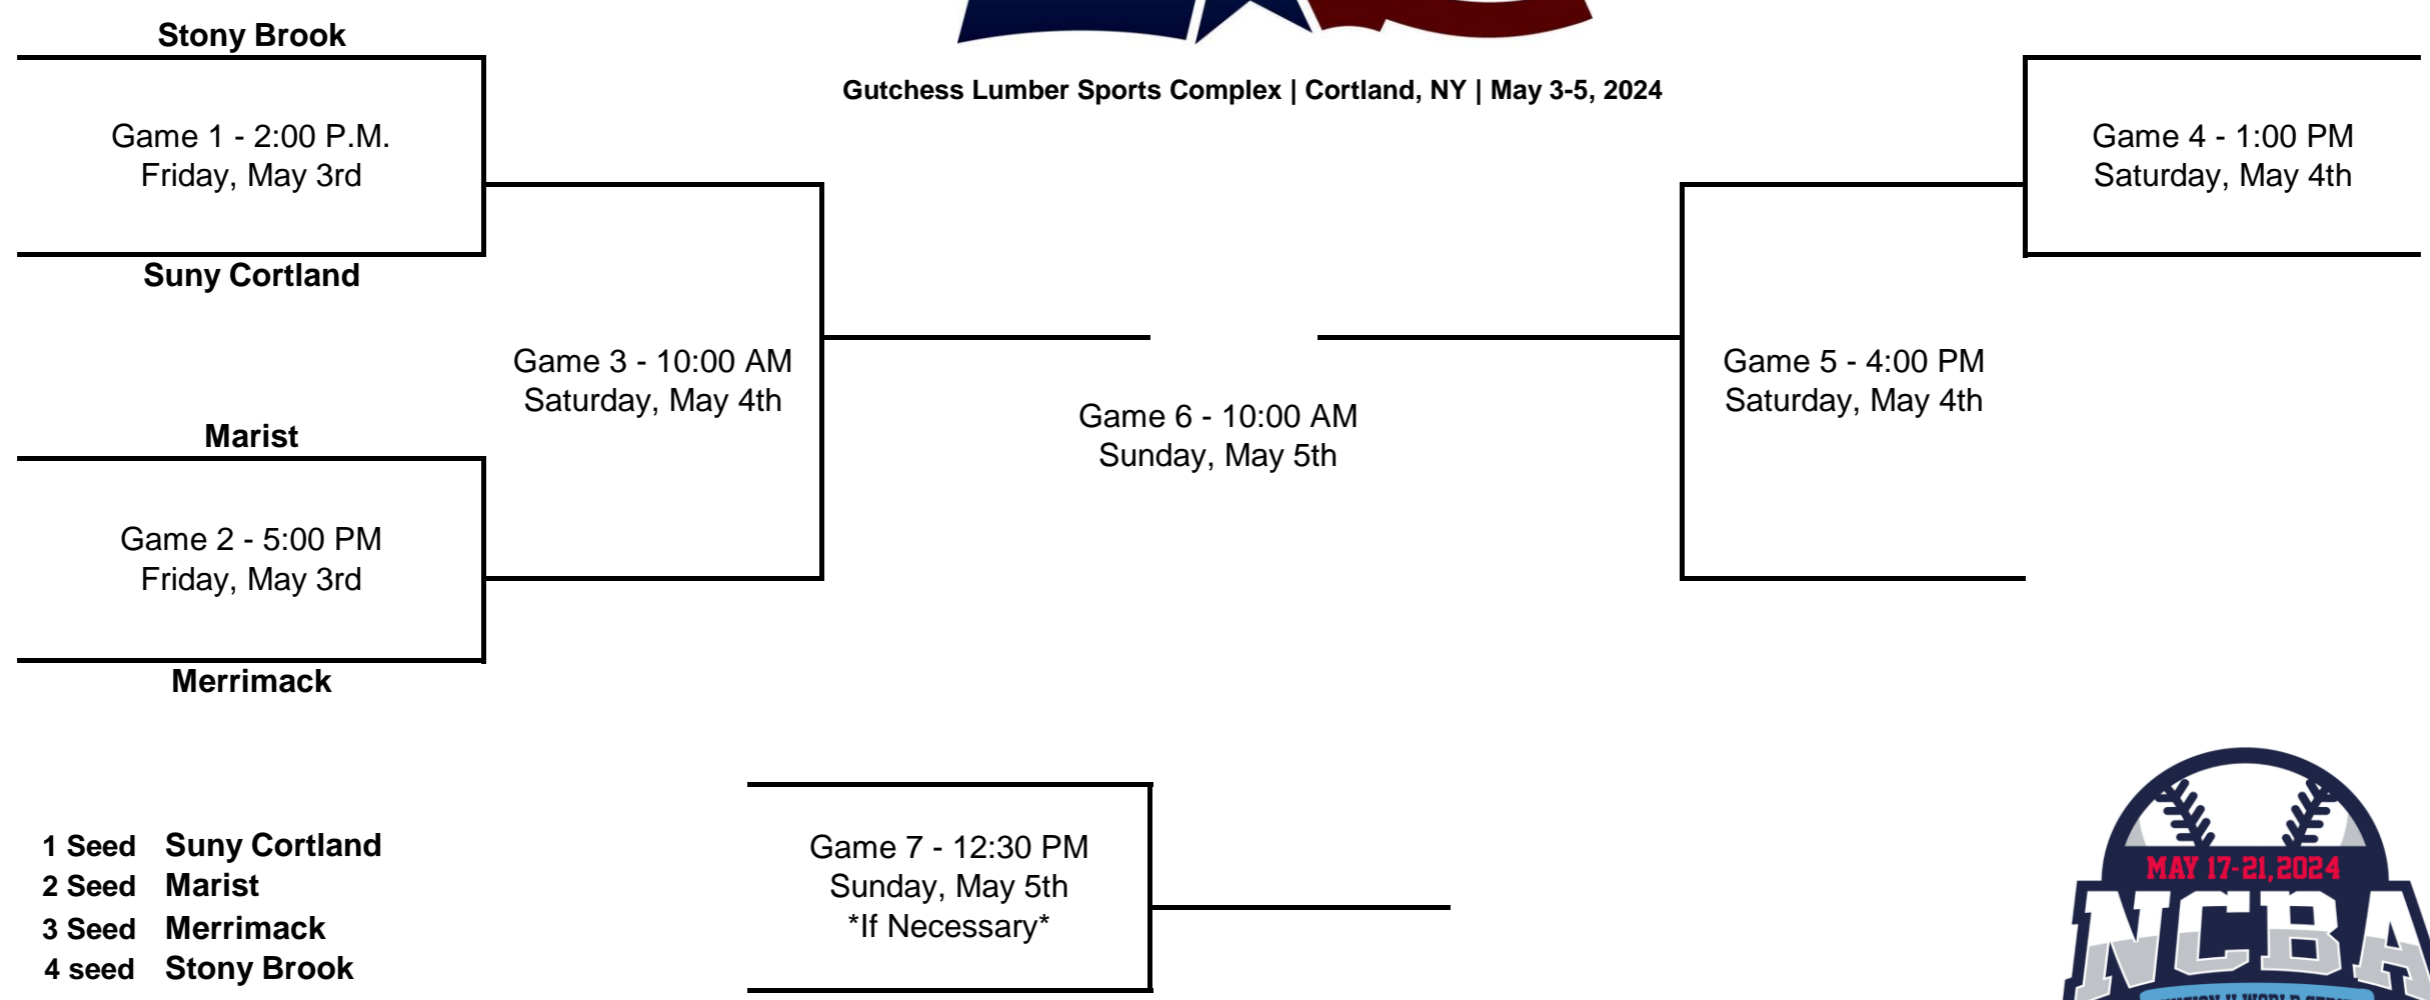 Stony Brook
Gutchess Lumber Sports Complex | Cortland, NY | May 3-5, 2024
Game 1 - 2:00 P.M.
Friday, May 3rd
Game 4 - 1:00 PM
Saturday, May 4th
Suny Cortland
Game 3 - 10:00 AM
Saturday, May 4th
Game 5 - 4:00 PM
Saturday, May 4th
Game 6 - 10:00 AM
Sunday, May 5th
Marist
Game 2 - 5:00 PM
Friday, May 3rd
Merrimack
1 Seed Suny Cortland
2 Seed Marist
3 Seed Merrimack
4 seed Stony Brook
Game 7 - 12:30 PM
Sunday, May 5th
*If Necessary*
MAY 17-21, 2024
NCBA